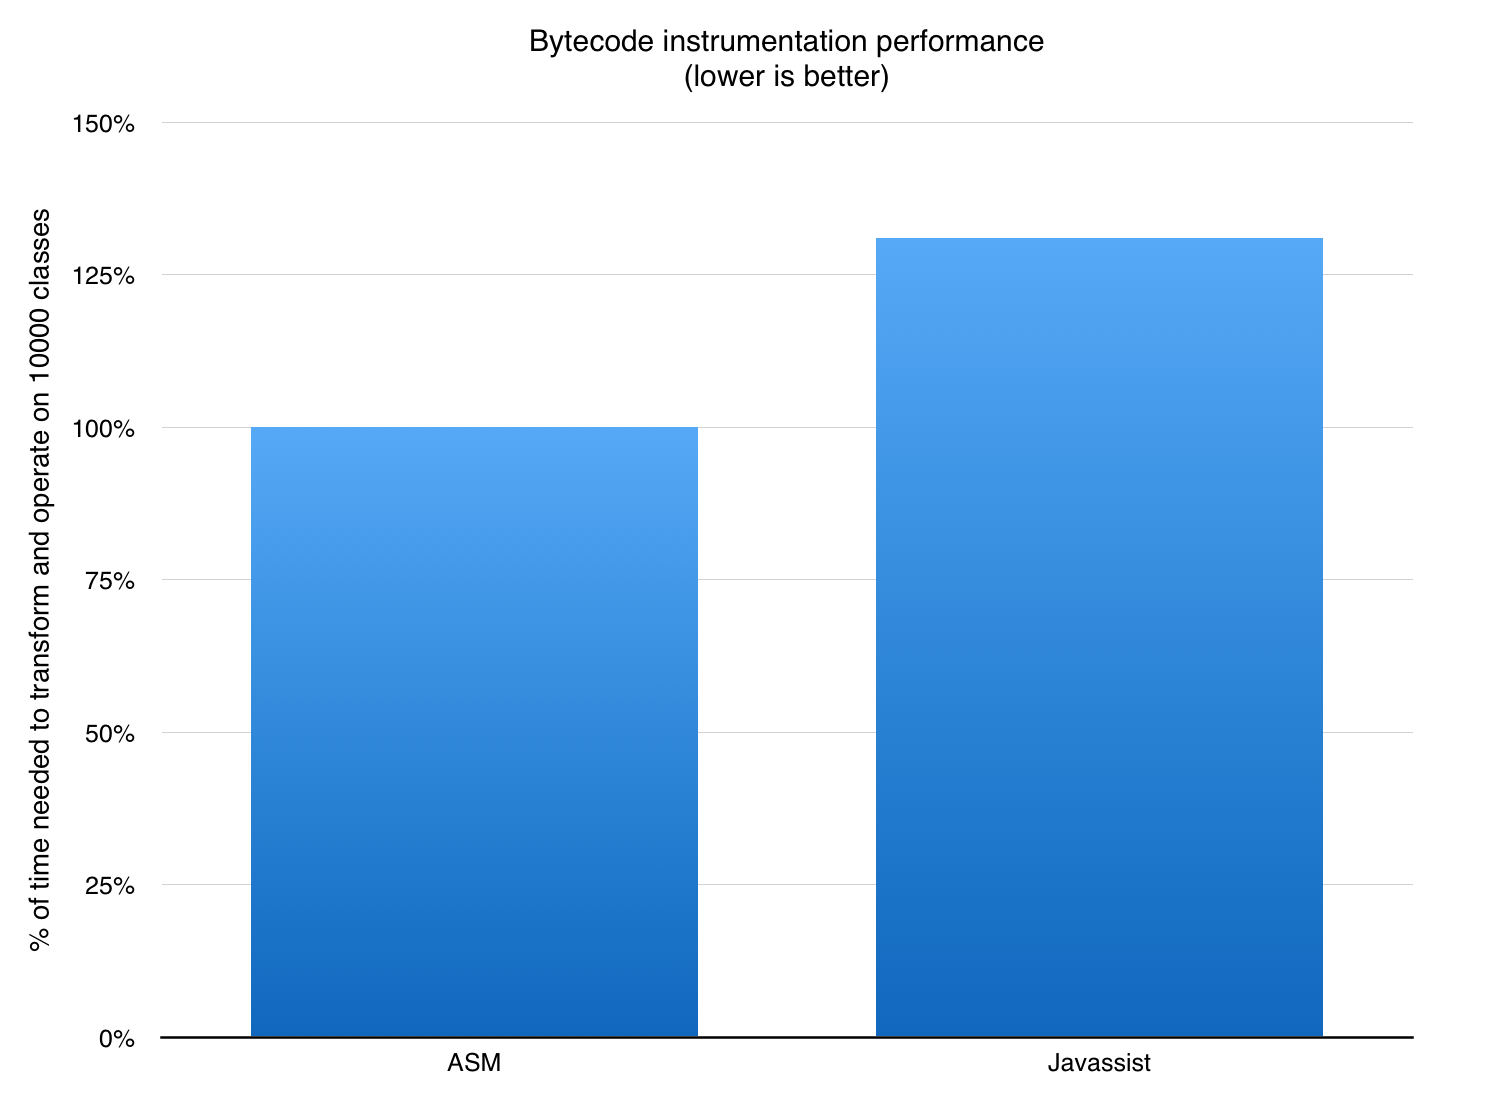 Bytecode instrumentation performance
(lower is better)
% of time needed to transform and operate on 10000 classes
150%
125%
100%
75%
50%
25%
0%
ASM
Javassist